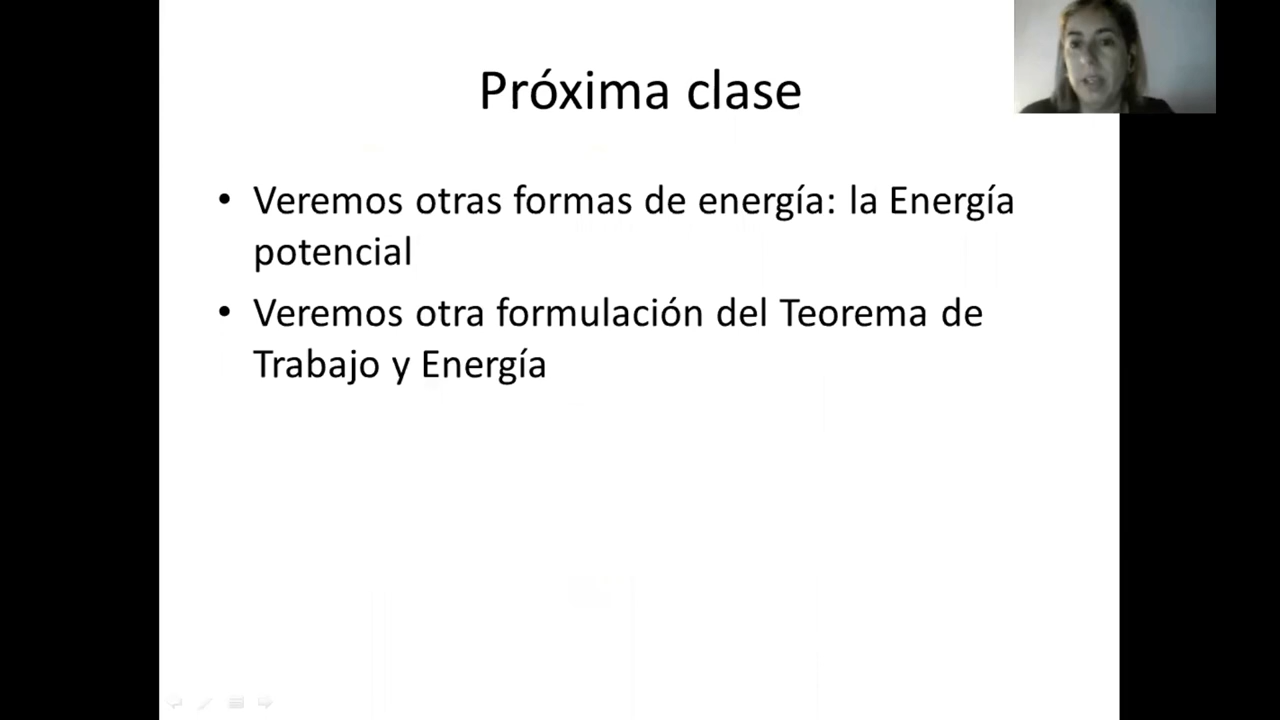 Próxima clase
• Veremos otras formas de energía: la Energía
potencial
• Veremos otra formulación del Teorema de
Trabajo y Energía